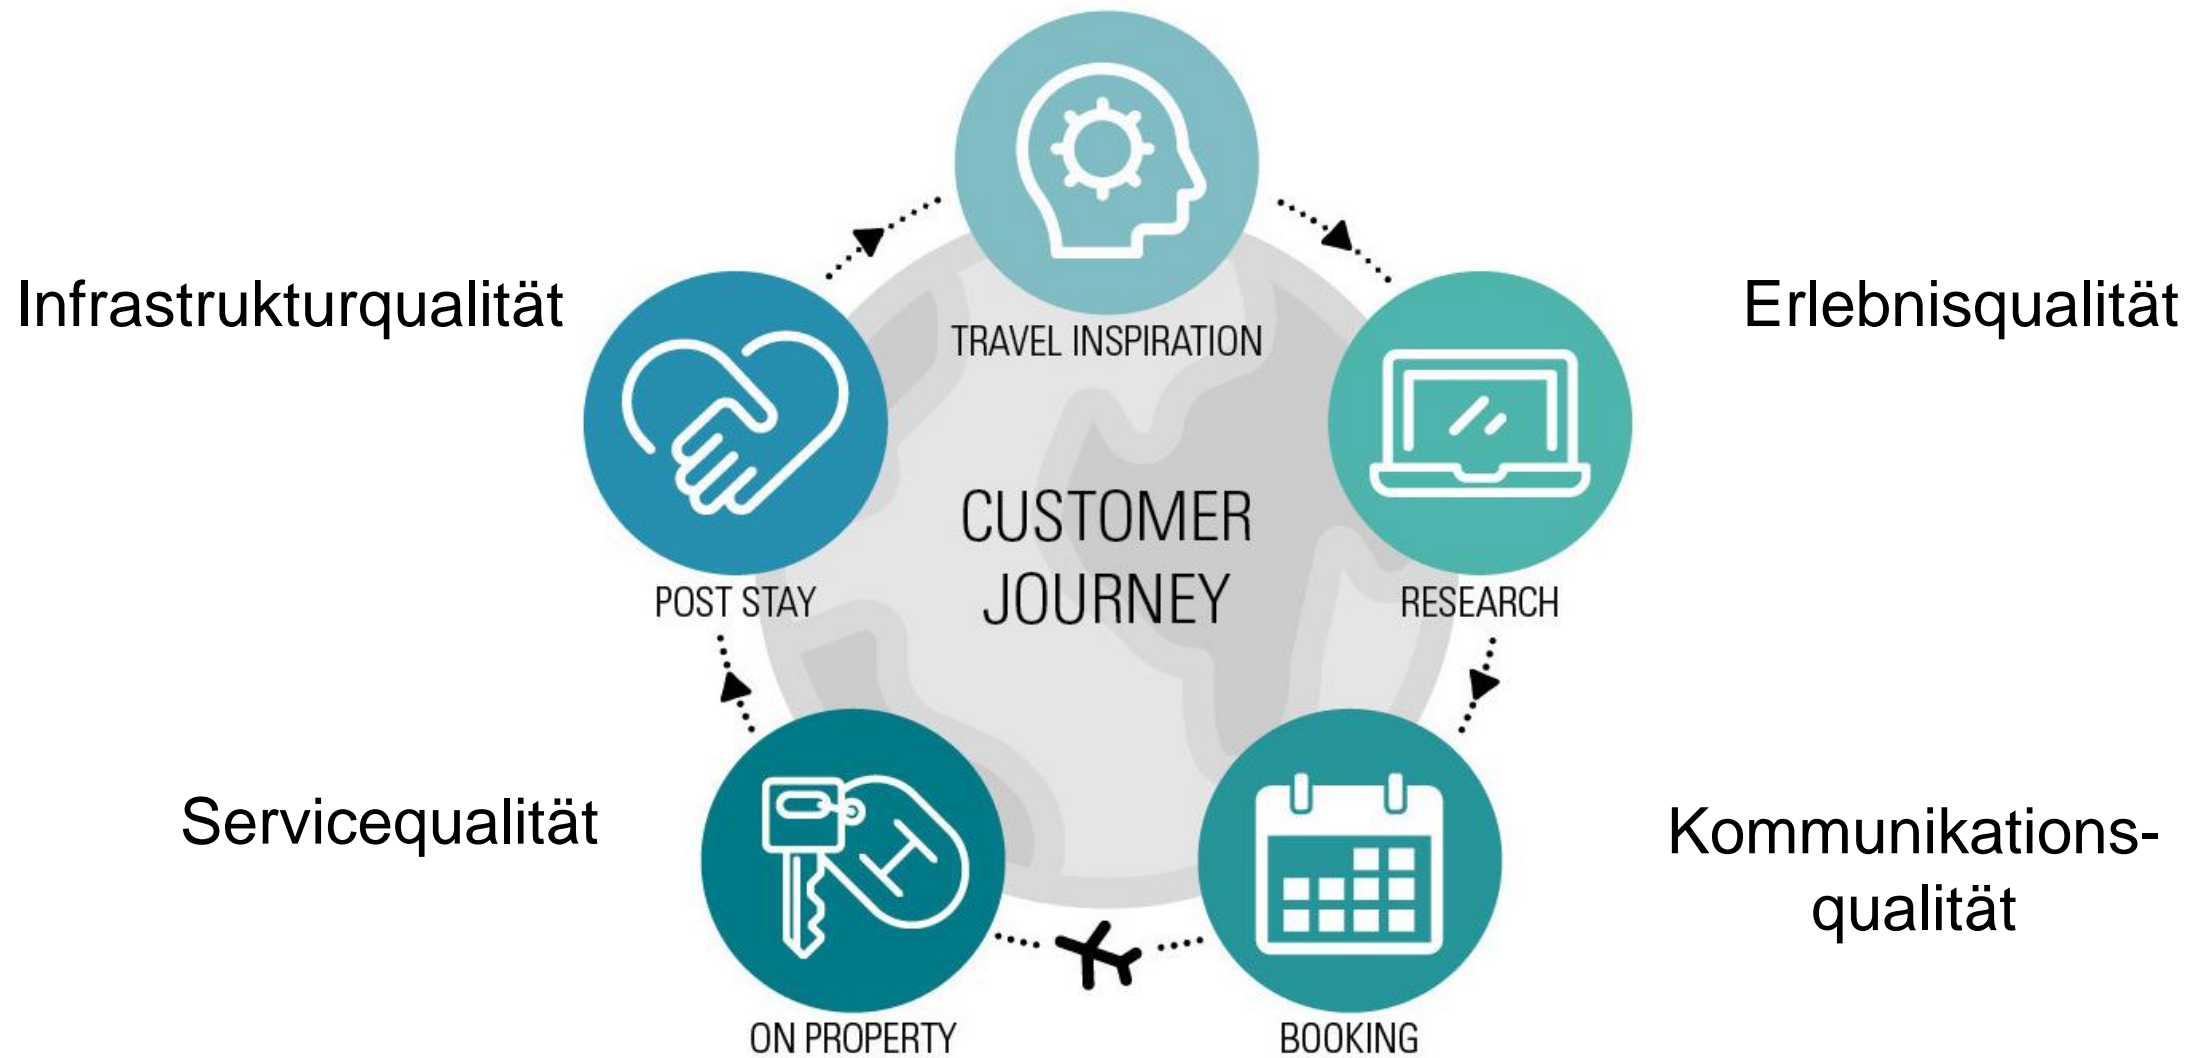 Infrastrukturqualität
Erlebnisqualität
TRAVEL INSPIRATION
CUSTOMER
JOURNEY
POST STAY
RESEARCH
Servicequalität
Kommunikations-
qualität
H
ON PROPERTY
BOOKING